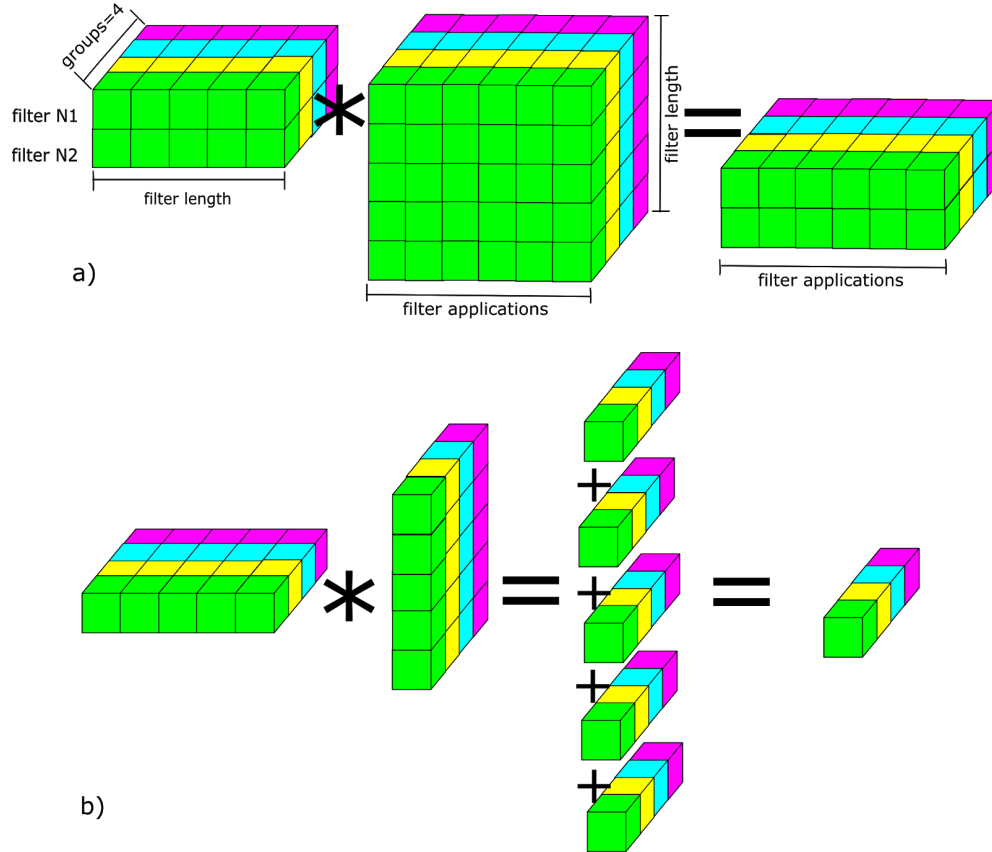 groups=4
filter N1
filter N2
filter length
*
filter length
=
filter applications
filter applications
a)
*
=
+
+
+
+
=
b)